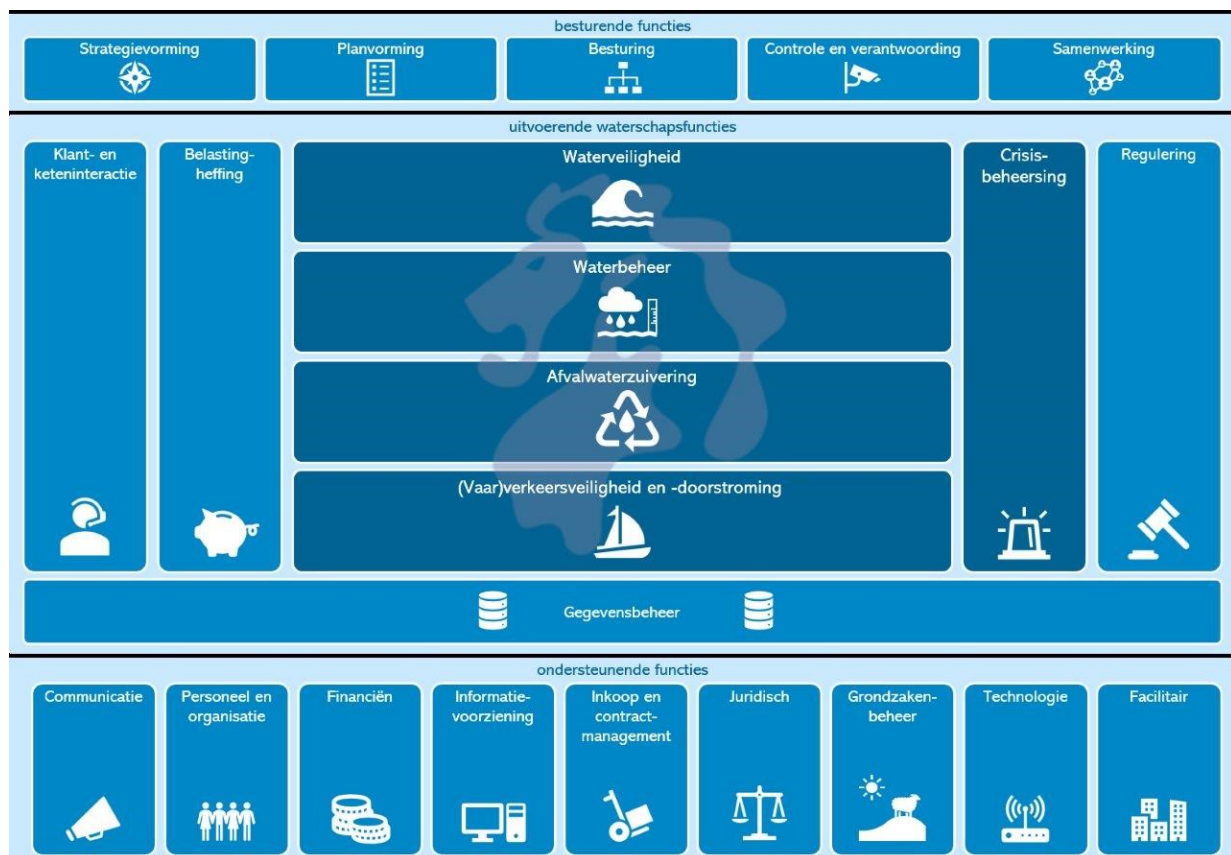 besturende functies
Strategievorming
Planvorming
Besturing
Controle en verantwoording
Samenwerking
uitvoerende waterschapsfuncties
Klant- en
keteninteractie
Belasting-
heffing
Waterveiligheid
Waterbeheer
Afvalwaterzuivering
(Vaar)verkeersveiligheid en -doorstroming
Crisis-
beheersing
Regulering
Gegevensbeheer
ondersteunende functies
Communicatie
Personeel en
organisatie
Financiën
Informatie-
voorziening
Inkoop en
contract-
management
Juridisch
Grondzaken-
beheer
Technologie
Facilitair